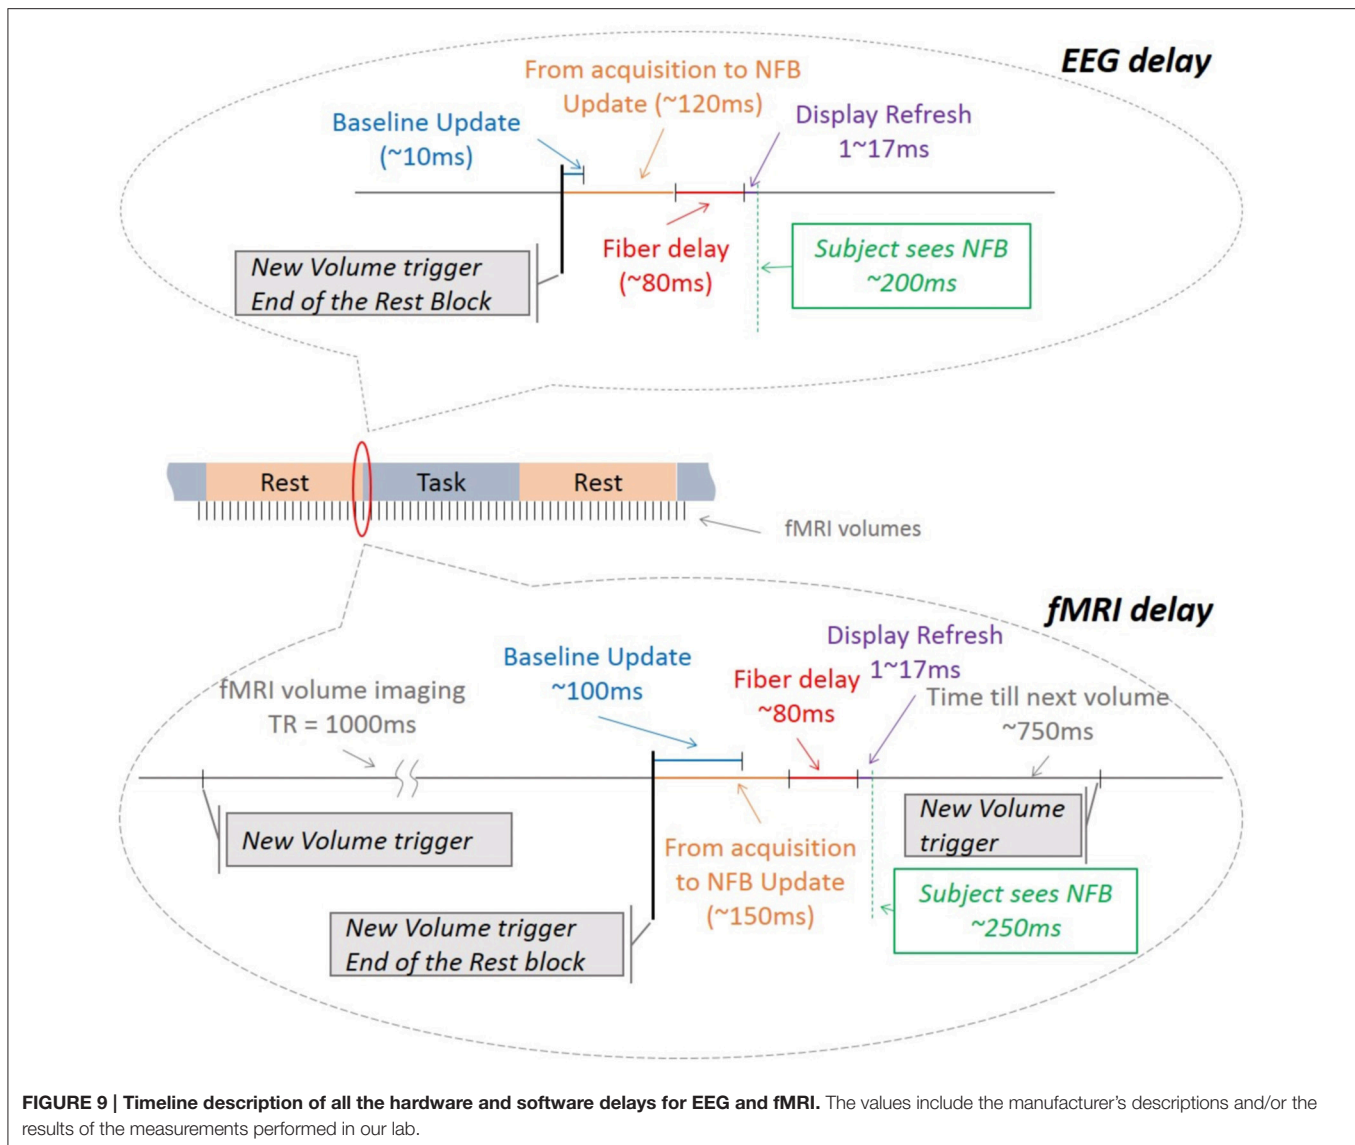 EEG delay
From acquisition to NFB
Update (~120ms)
Baseline Update
(~10ms)
Display Refresh
1~17ms
Fiber delay
(~80ms)
Subject sees NFB
~200ms
New Volume trigger
End of the Rest Block
Rest
Task
Rest
fMRI volumes
fMRI delay
Display Refresh
1~17ms
Baseline Update
~100ms
Fiber delay
~80ms
fMRI volume imaging
TR = 1000ms
Time till next volume
~750ms
New Volume trigger
New Volume
trigger
From acquisition
to NFB Update
(~150ms)
Subject sees NFB
~250ms
New Volume trigger
End of the Rest block
FIGURE 9 | Timeline description of all the hardware and software delays for EEG and fMRI. The values include the manufacturer's descriptions and/or the
results of the measurements performed in our lab.